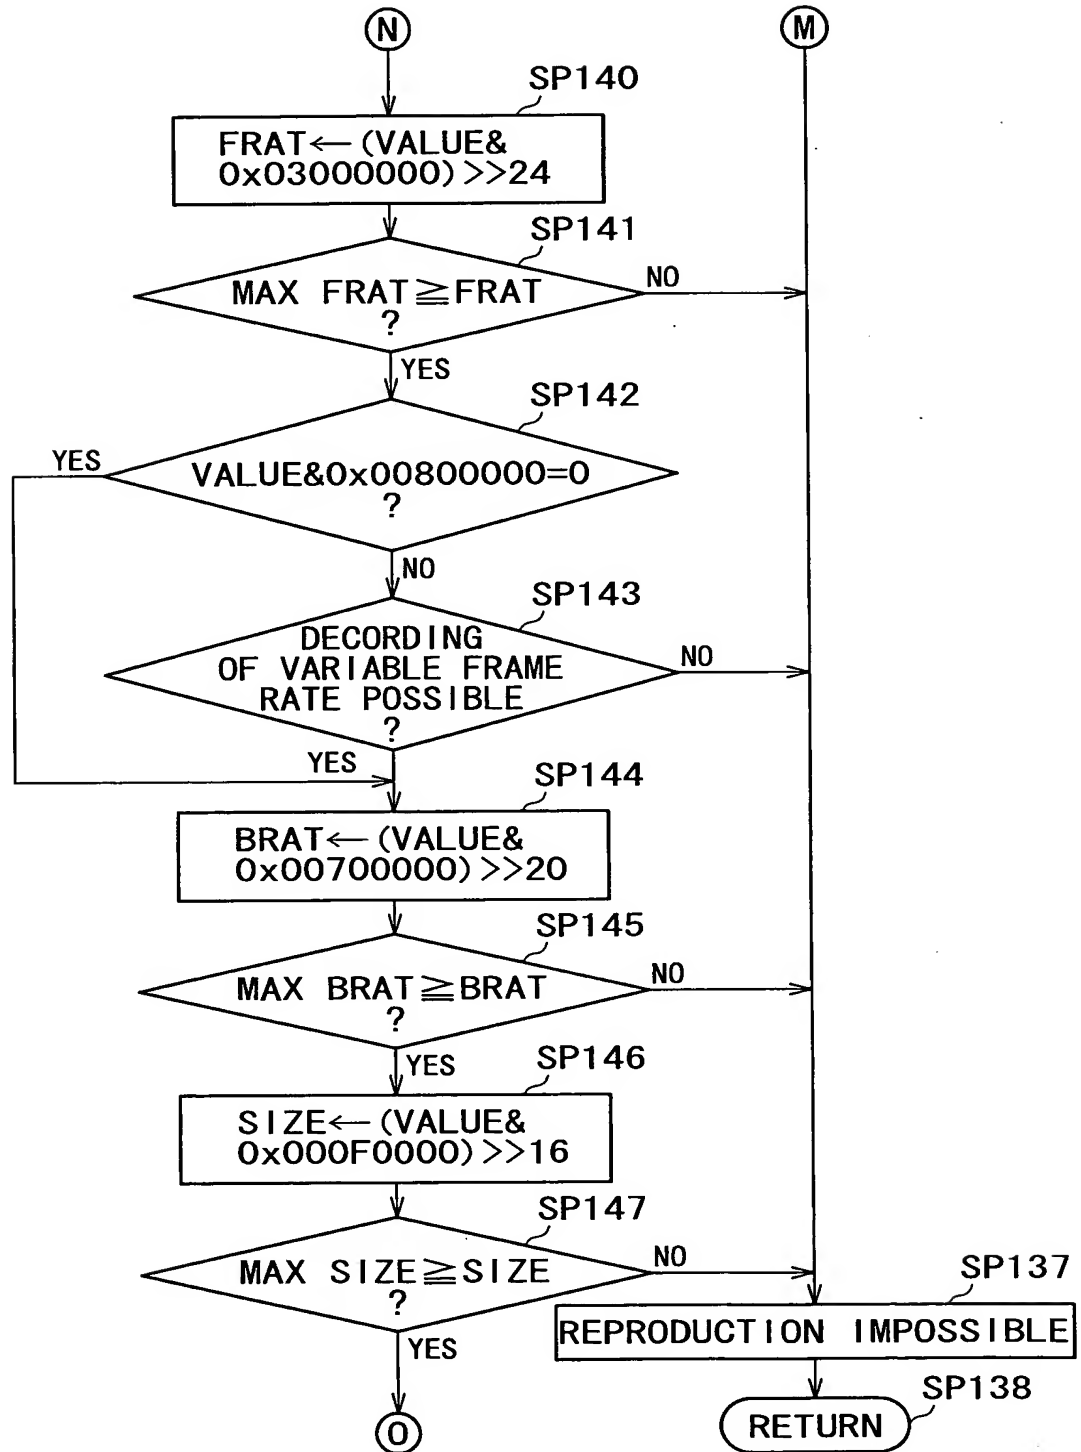 N
M
SP140
FRAT←(VALUE&
0x03000000)>>24
SP141
MAX FRAT≧FRAT
?
NO
YES
SP142
YES
VALUE&0x00800000=0
?
NO
SP143
DECORDING
OF VARIABLE FRAME
RATE POSSIBLE
?
NO
YES
SP144
BRAT←(VALUE&
0x00700000)>>20
SP145
MAX BRAT≧BRAT
?
NO
YES
SP146
SIZE←(VALUE&
0x000F0000)>>16
SP147
MAX SIZE≧SIZE
?
NO
YES
SP137
REPRODUCTION IMPOSSIBLE
SP138
RETURN
O